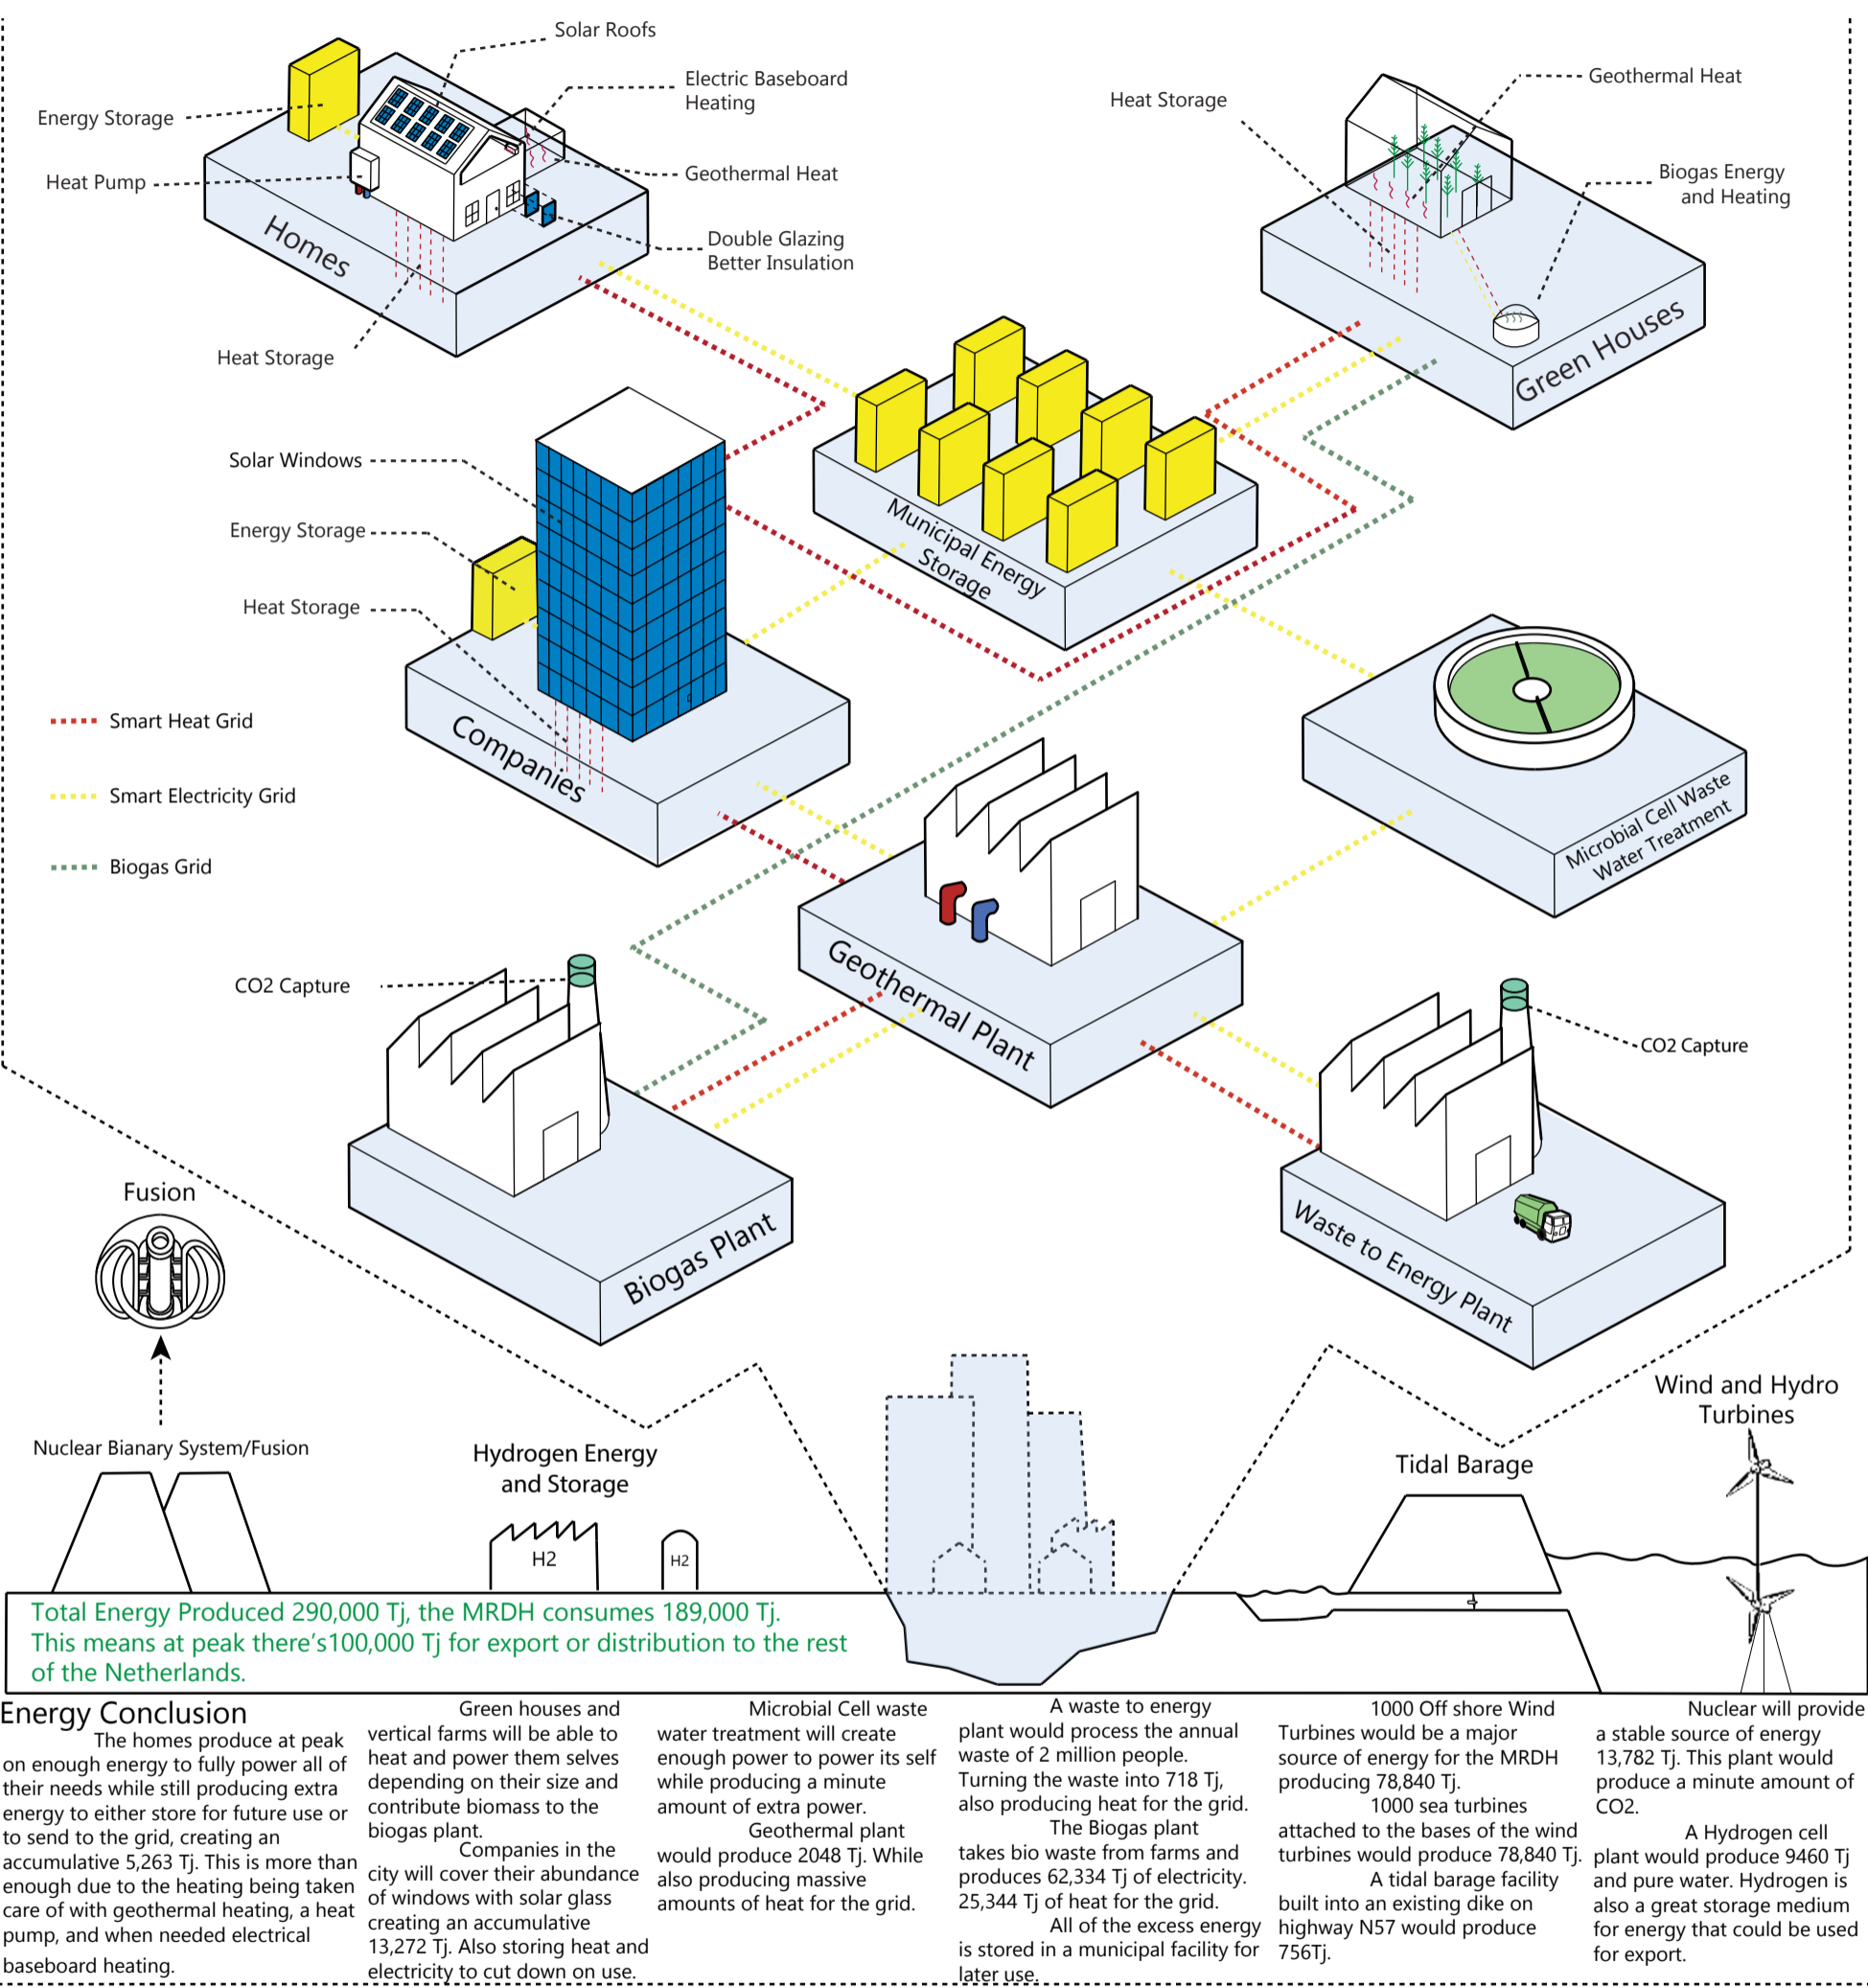 Solar Roofs
Electric Baseboard
Heating
Energy Storage
Heat Pump
Geothermal Heat
Double Glazing
Better Insulation
Homes
Heat Storage
Heat Storage
Geothermal Heat
Biogas Energy
and Heating
Green Houses
Solar Windows
Energy Storage
Heat Storage
Companies
Municipal Energy
Storage
Smart Heat Grid
Smart Electricity Grid
Biogas Grid
Microbial Cell Waste
Water Treatment
Geothermal Plant
CO2 Capture
Biogas Plant
CO2 Capture
Waste to Energy Plant
Fusion
Nuclear Bianary System/Fusion
Hydrogen Energy
and Storage
H2
H2
Tidal Barage
Wind and Hydro
Turbines
Total Energy Produced 290,000 Tj, the MRDH consumes 189,000 Tj.
This means at peak there's100,000 Tj for export or distribution to the rest
of the Netherlands.
Energy Conclusion
The homes produce at peak
on enough energy to fully power all of
their needs while still producing extra
energy to either store for future use or
to send to the grid, creating an
accumulative 5,263 Tj. This is more than
enough due to the heating being taken
care of with geothermal heating, a heat
pump, and when needed electrical
baseboard heating.
Green houses and
vertical farms will be able to
heat and power them selves
depending on their size and
contribute biomass to the
biogas plant.
Companies in the
city will cover their abundance
of windows with solar glass
creating an accumulative
13,272 Tj. Also storing heat and
electricity to cut down on use.
Microbial Cell waste
water treatment will create
enough power to power its self
while producing a minute
amount of extra power.
Geothermal plant
would produce 2048 Tj. While
also producing massive
amounts of heat for the grid.
A waste to energy
plant would process the annual
waste of 2 million people.
Turning the waste into 718 Tj,
also producing heat for the grid.
The Biogas plant
takes bio waste from farms and
produces 62,334 Tj of electricity.
25,344 Tj of heat for the grid.
All of the excess energy
is stored in a municipal facility for
later use.
1000 Off shore Wind
Turbines would be a major
source of energy for the MRDH
producing 78,840 Tj.
1000 sea turbines
attached to the bases of the wind
turbines would produce 78,840 Tj.
A tidal barage facility
built into an existing dike on
highway N57 would produce
756Tj.
Nuclear will provide
a stable source of energy
13,782 Tj. This plant would
produce a minute amount of
CO2.
A Hydrogen cell
plant would produce 9460 Tj
and pure water. Hydrogen is
also a great storage medium
for energy that could be used
for export.